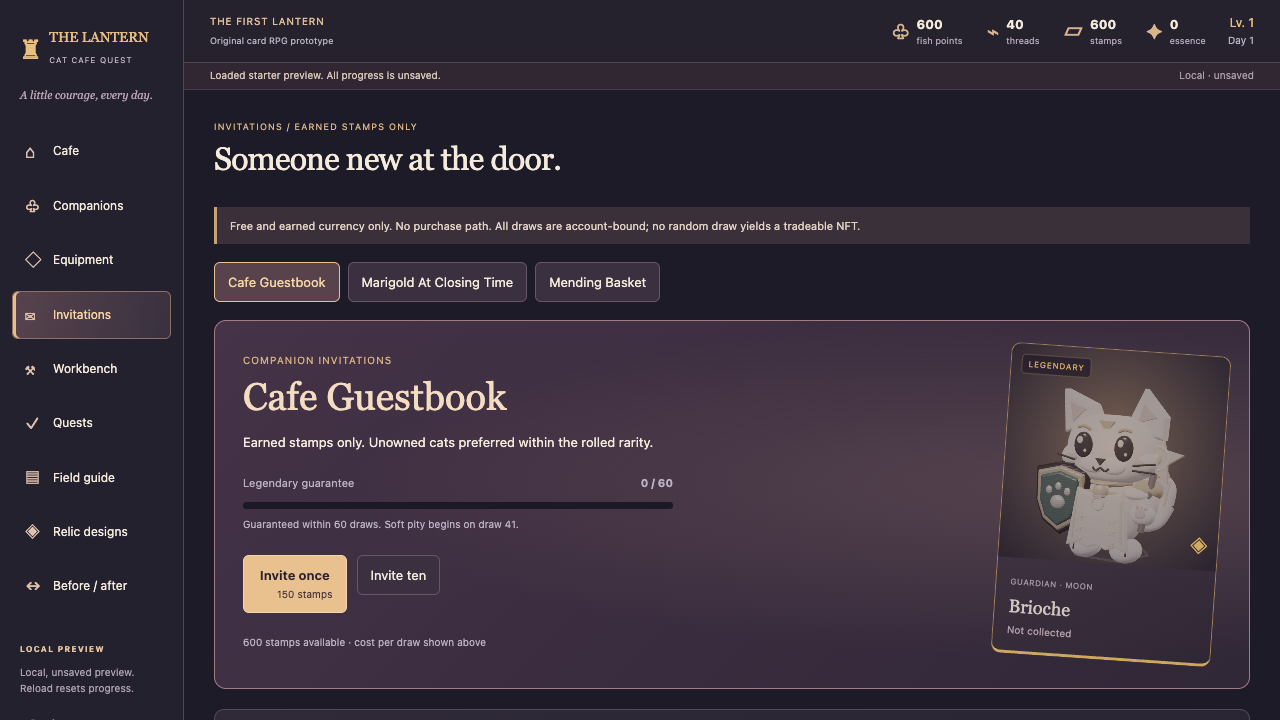 THE LANTERN
CAT CAFE QUEST
A little courage, every day.
Cafe
Companions
Equipment
Invitations
Workbench
Quests
Field guide
Relic designs
Before / after
LOCAL PREVIEW
Local, unsaved preview.
Reload resets progress.
THE FIRST LANTERN
Original card RPG prototype
600
fish points
40
threads
600
stamps
0
essence
Lv. 1
Day 1
Loaded starter preview. All progress is unsaved.
Local · unsaved
INVITATIONS / EARNED STAMPS ONLY
Someone new at the door.
Free and earned currency only. No purchase path. All draws are account-bound; no random draw yields a tradeable NFT.
Cafe Guestbook
Marigold At Closing Time
Mending Basket
COMPANION INVITATIONS
Cafe Guestbook
Earned stamps only. Unowned cats preferred within the rolled rarity.
Legendary guarantee
0 / 60
Guaranteed within 60 draws. Soft pity begins on draw 41.
Invite once
150 stamps
Invite ten
600 stamps available · cost per draw shown above
LEGENDARY
GUARDIAN · MOON
Brioche
Not collected